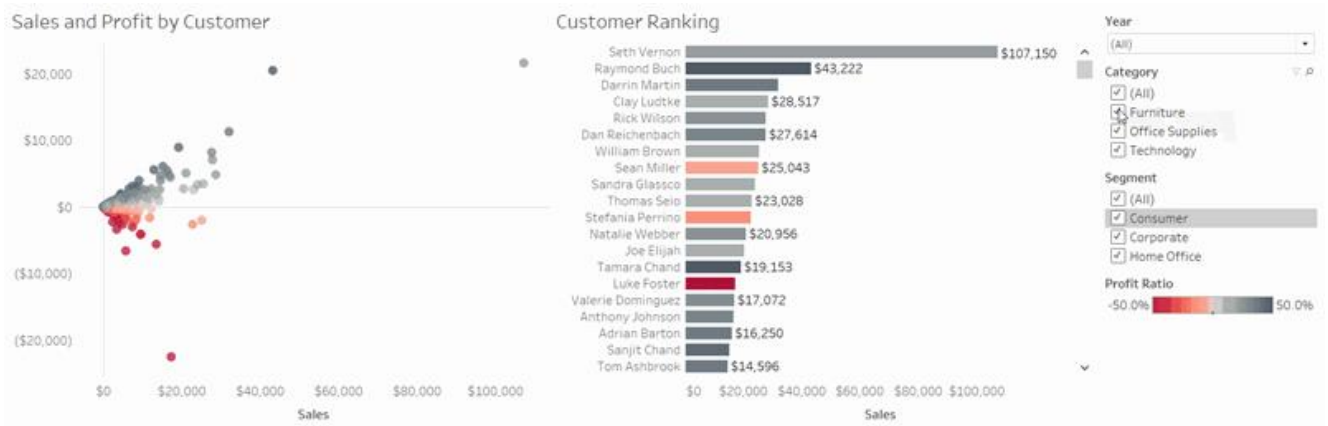 Sales and Profit by Customer
$20,000
$10,000
$0
($10,000)
($20,000)
$0 $20,000 $40,000 $60,000 $80,000 $100,000
Sales
Customer Ranking
Seth Vernon $107,150
Raymond Buch $43,222
Darrin Martin
Clay Ludtke $28,517
Rick Wilson
Dan Reichenbach $27,614
William Brown
Sean Miller $25,043
Sandra Glassco
Thomas Seio $23,028
Stefania Perrino
Natalie Webber $20,956
Joe Elijah
Tamara Chand $19,153
Luke Foster
Valerie Dominguez $17,072
Anthony Johnson
Adrian Barton $16,250
Sanjit Chand
Tom Ashbrook $14,596
$0 $20,000 $40,000 $60,000 $80,000 $100,000
Sales
Year
(All)
Category
(All)
Furniture
Office Supplies
Technology
Segment
(All)
Consumer
Corporate
Home Office
Profit Ratio
-50.0% 50.0%